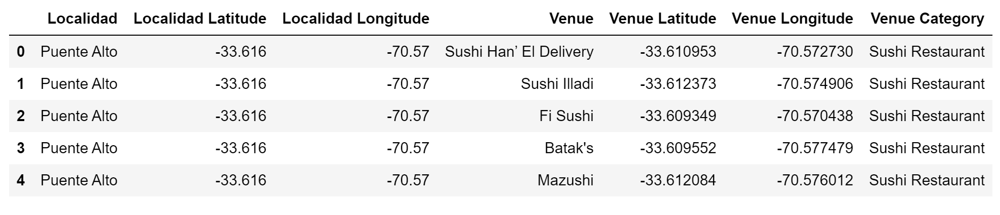 Localidad Localidad Latitude Localidad Longitude Venue Venue Latitude Venue Longitude Venue Category
0 Puente Alto -33.616 -70.57 Sushi Han’ El Delivery -33.610953 -70.572730 Sushi Restaurant
1 Puente Alto -33.616 -70.57 Sushi Illadi -33.612373 -70.574906 Sushi Restaurant
2 Puente Alto -33.616 -70.57 Fi Sushi -33.609349 -70.570438 Sushi Restaurant
3 Puente Alto -33.616 -70.57 Batak's -33.609552 -70.577479 Sushi Restaurant
4 Puente Alto -33.616 -70.57 Mazushi -33.612084 -70.576012 Sushi Restaurant